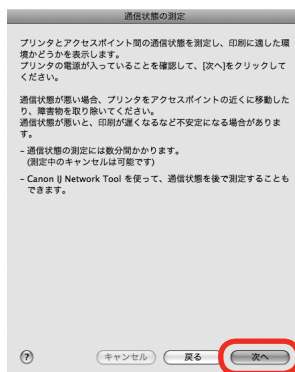 通信状態の測定
プリンタとアクセスポイント間の通信状態を測定し、印刷に適した環
境かどうかを表示します。
プリンタの電源が入っていることを確認して、[次へ]をクリックして
ください。
通信状態が悪い場合、プリンタをアクセスポイントの近くに移動した
り、障害物を取り除いてください。
通信状態が悪いと、印刷が遅くなるなど不安定になる場合がありま
す。
– 通信状態の測定には数分間かかります。
(測定中のキャンセルは可能です)
– Canon IJ Network Tool を使って、通信状態を後で測定することも
できます。
? キャンセル 戻る 次へ